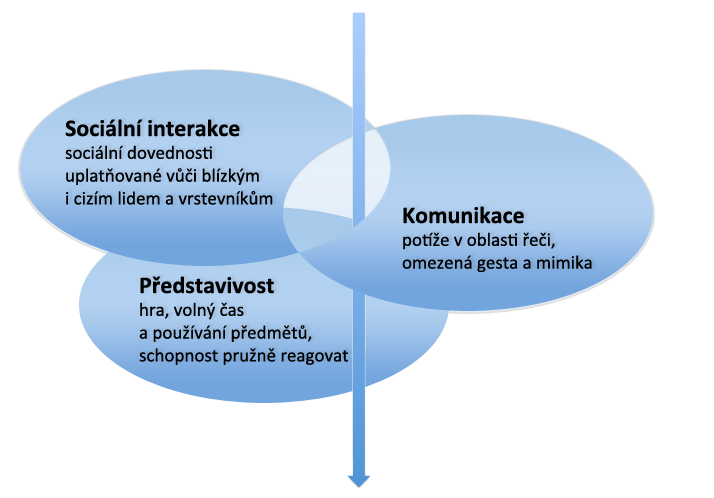 Sociální interakce
sociální dovednosti
uplatňované vůči blízkým
i cizím lidem a vrstevníkům
Komunikace
potíže v oblasti řeči,
omezená gesta a mimika
Představivost
hra, volný čas
a používání předmětů,
schopnost pružně reagovat